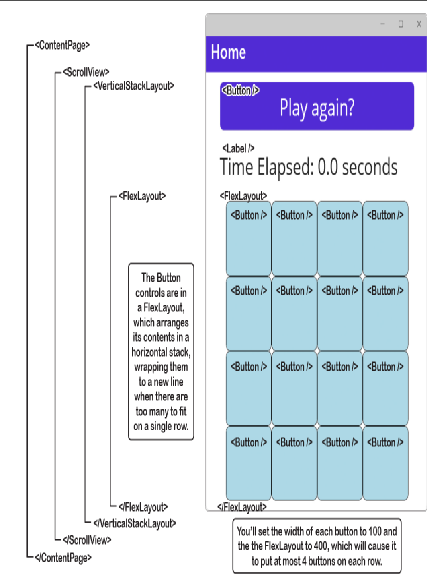 <ContentPage>
<ScrollView>
<VerticalStackLayout>
<FlexLayout>
The Button
controls are in
a FlexLayout,
which arranges
its contents in a
horizontal stack,
wrapping them
to a new line
when there are
too many to fit
on a single row.
</FlexLayout>
</VerticalStackLayout>
</ScrollView>
</ContentPage>
Home
<Button />
Play again?
<Label />
Time Elapsed: 0.0 seconds
<FlexLayout>
<Button /> <Button /> <Button /> <Button />
<Button /> <Button /> <Button /> <Button />
<Button /> <Button /> <Button /> <Button />
<Button /> <Button /> <Button /> <Button />
</FlexLayout>
You'll set the width of each button to 100 and
the the FlexLayout to 400, which will cause it
to put at most 4 buttons on each row.